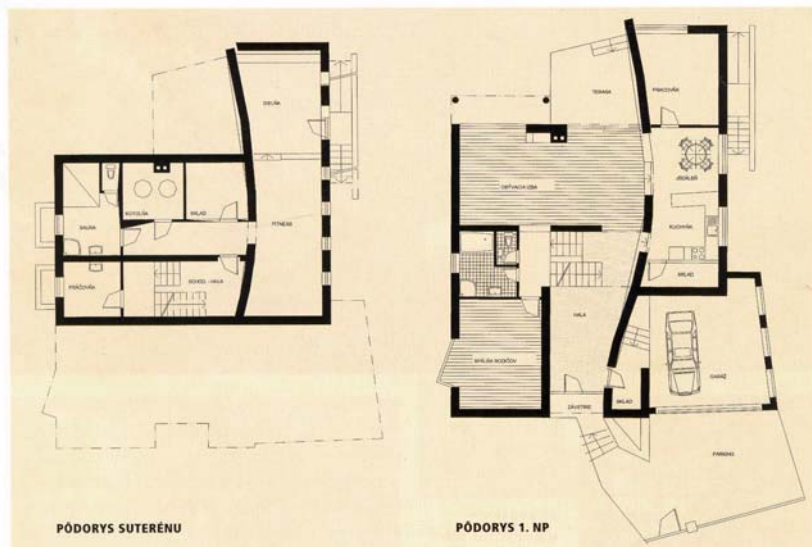 DIELŇA
KOTOLŇA
SKLAD
SAUNA
FITNESS
PRÁČOVŇA
SCHOD. HALA
PÔDORYS SUTERÉNU
TERASA
PRACOVŇA
JEDÁLEŇ
OBÝVACIA IZBA
KUCHYŇA
SKLAD
HALA
SPÁLŇA RODIČOV
GARÁŽ
SKLAD
ZÁVETRIE
PARKING
PÔDORYS 1. NP